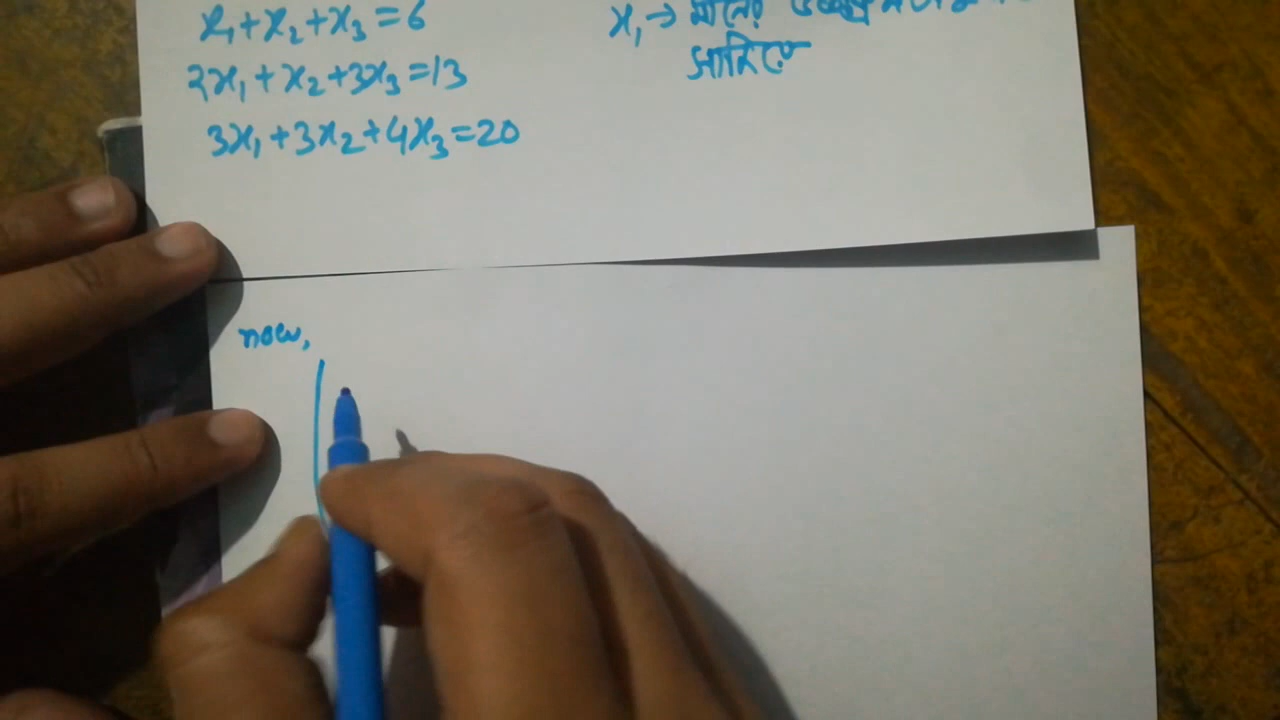 x₁+x₂+x₃=6
2x₁+x₂+3x₃=13
3x₁+3x₂+4x₃=20
x₁→ মানের
সারিতে
now,